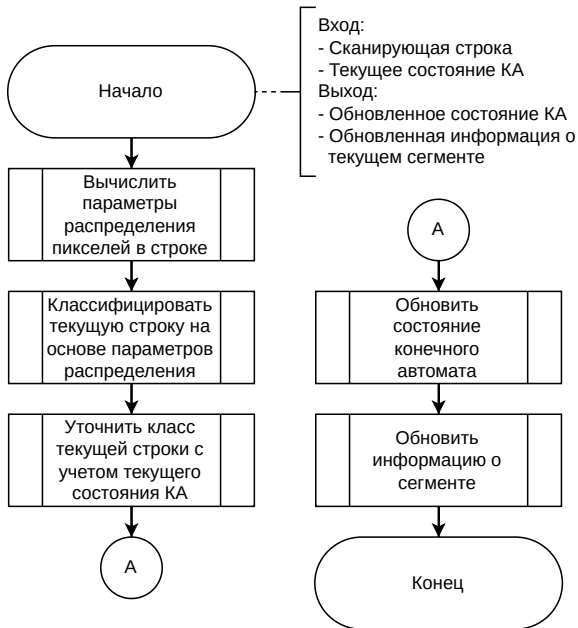 Начало
Вход:
- Сканирующая строка
- Текущее состояние КА
Выход:
- Обновленное состояние КА
- Обновленная информация о
текущем сегменте
Вычислить
параметры
распределения
пикселей в строке
Классифицировать
текущую строку на
основе параметров
распределения
Уточнить класс
текущей строки с
учетом текущего
состояния КА
А
А
Обновить
состояние
конечного
автомата
Обновить
информацию о
сегменте
Конец